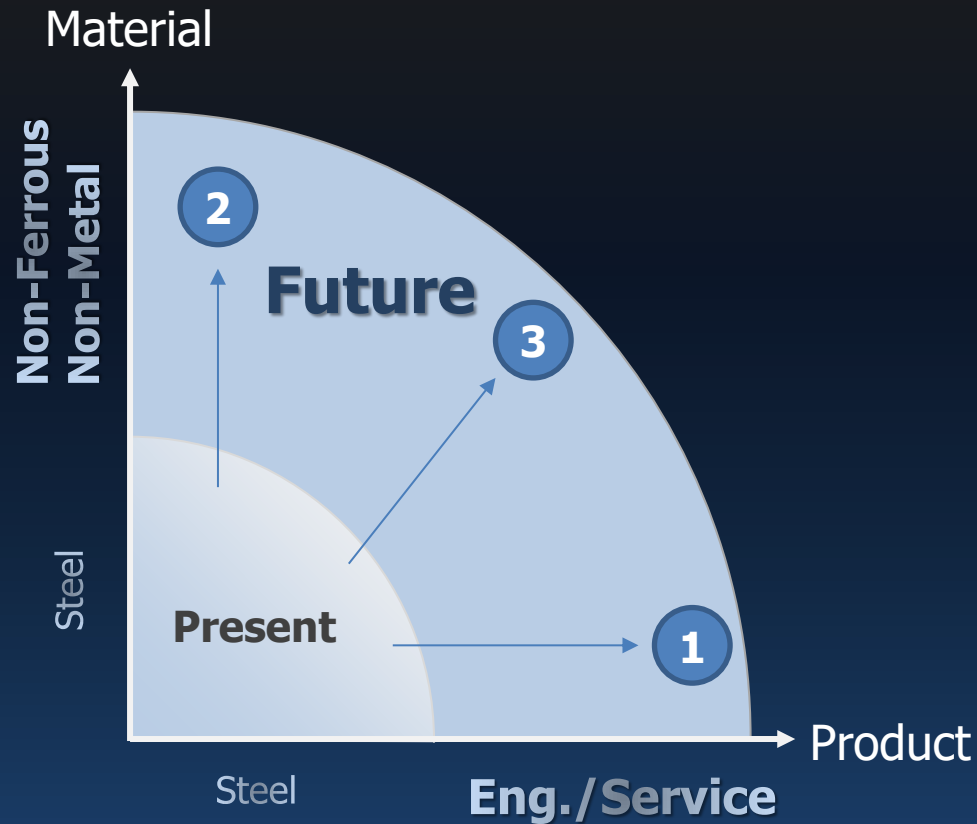 Material
Non-Ferrous
Non-Metal
2
Future
3
Steel
Present
1
Product
Steel
Eng./Service